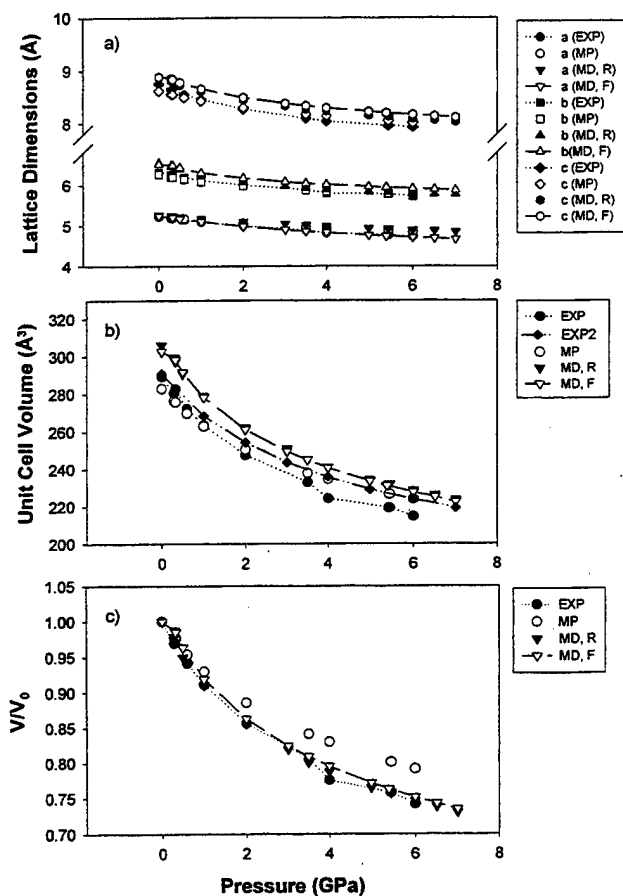 a)
Lattice Dimensions (Å)
10
9
8
6
5
4
0 2 4 6 8
a (EXP)
a (MP)
a (MD, R)
a (MD, F)
b (EXP)
b (MP)
b (MD, R)
b(MD, F)
c (EXP)
c (MP)
c (MD, R)
c (MD, F)
b)
Unit Cell Volume (Å³)
320
300
280
260
240
220
200
0 2 4 6 8
EXP
EXP2
MP
MD, R
MD, F
c)
V/V₀
1.05
1.00
0.95
0.90
0.85
0.80
0.75
0.70
0 2 4 6 8
EXP
MP
MD, R
MD, F
Pressure (GPa)